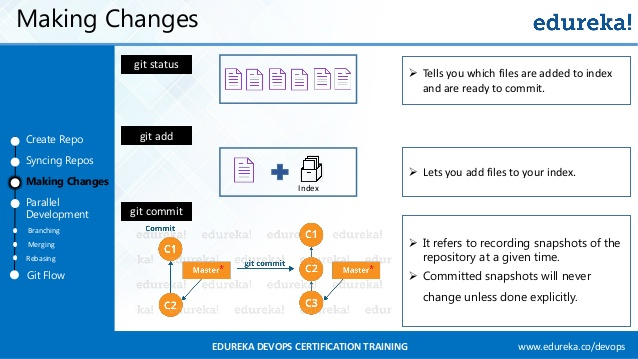 Making Changes
edureka!
git status
➢ Tells you which files are added to index
and are ready to commit.
git add
Index
➢ Lets you add files to your index.
Create Repo
Syncing Repos
Making Changes
Parallel
Development
Branching
Merging
Rebasing
Git Flow
git commit
Commit
C1
Master*
C2
git commit
C1
C2
Master*
C3
➢ It refers to recording snapshots of the
repository at a given time.
➢ Committed snapshots will never
change unless done explicitly.
EDUREKA DEVOPS CERTIFICATION TRAINING
www.edureka.co/devops